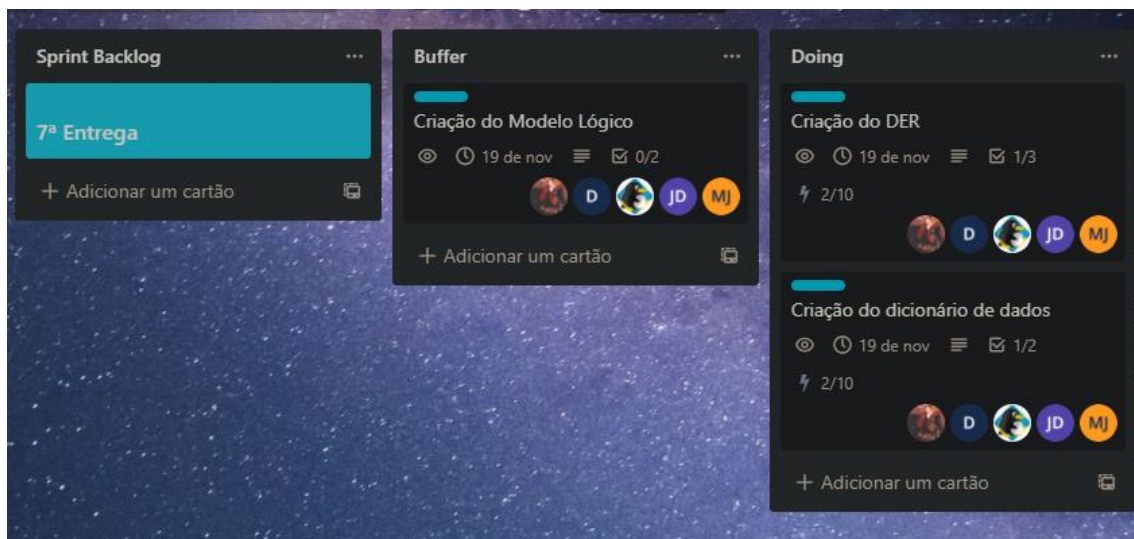 Sprint Backlog
7ª Entrega
+ Adicionar um cartão
Buffer
Criação do Modelo Lógico
19 de nov 0/2
D JD MJ
+ Adicionar um cartão
Doing
Criação do DER
19 de nov 1/3
2/10
D JD MJ
Criação do dicionário de dados
19 de nov 1/2
2/10
D JD MJ
+ Adicionar um cartão